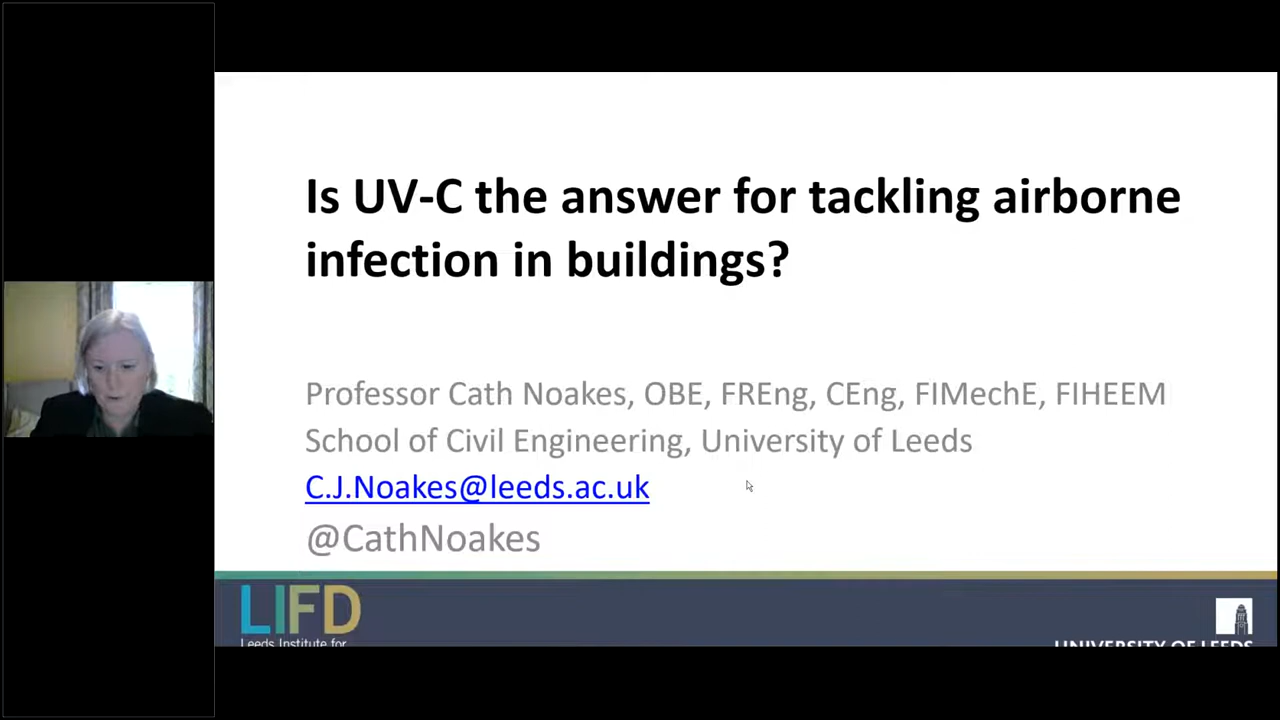 Is UV-C the answer for tackling airborne
infection in buildings?
Professor Cath Noakes, OBE, FREng, CEng, FIMechE, FIHEEM
School of Civil Engineering, University of Leeds
C.J.Noakes@leeds.ac.uk
@CathNoakes
LIFD
Leeds Institute for
UNIVERSITY OF LEEDS